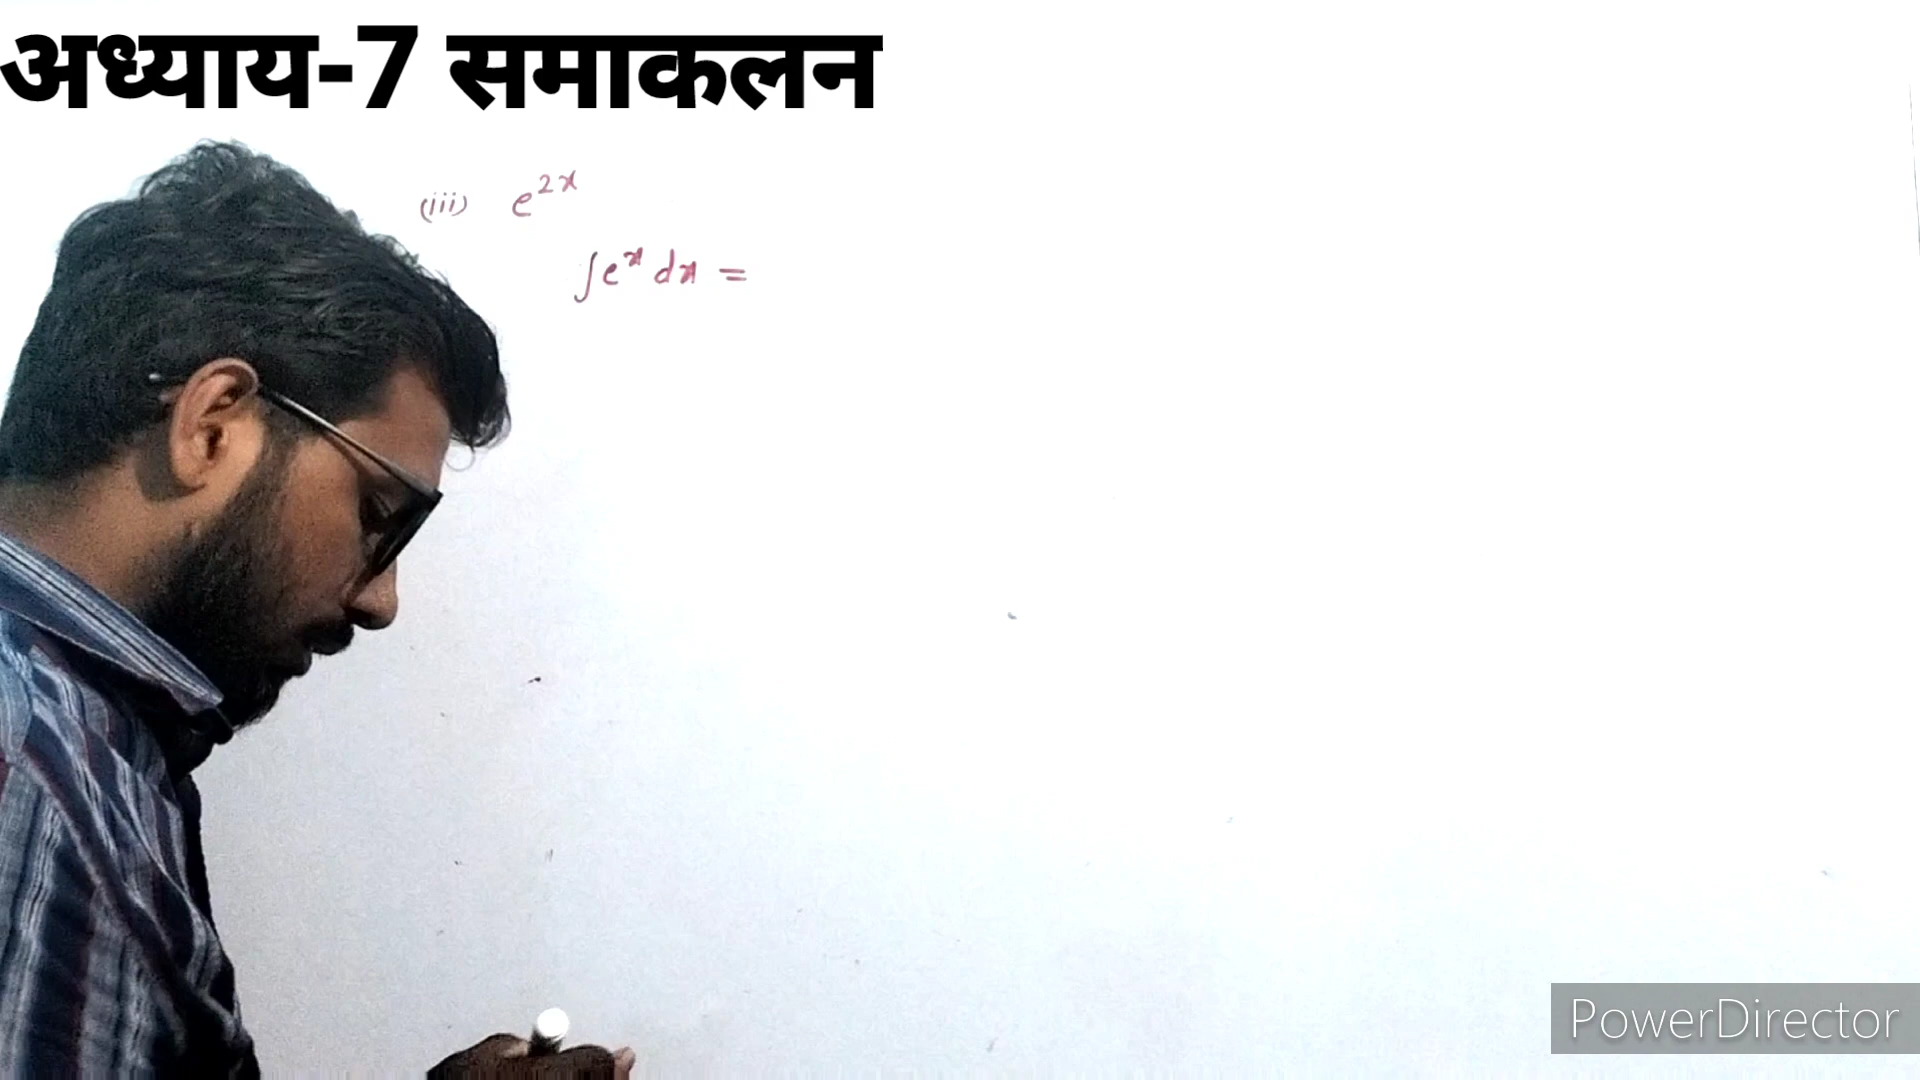 अध्याय-7 समाकलन
(iii) e^{2x}
∫e^x dx =
PowerDirector